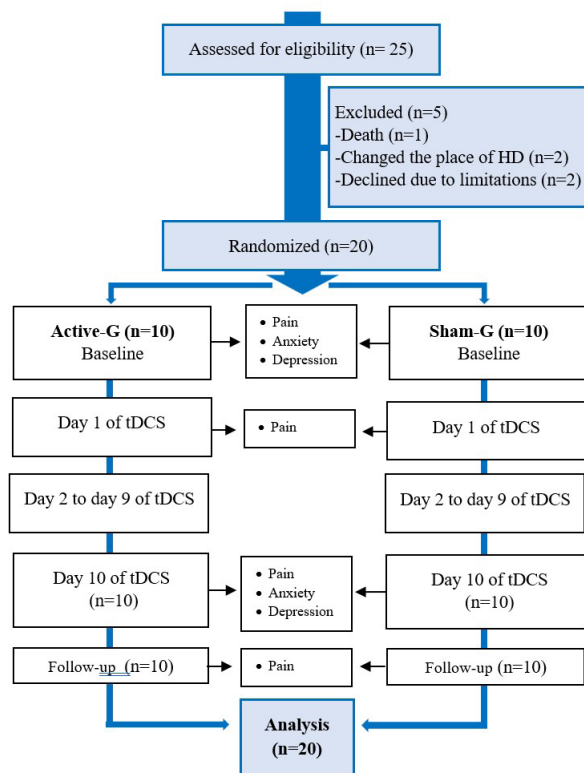 Assessed for eligibility (n= 25)
Excluded (n=5)
-Death (n=1)
-Changed the place of HD (n=2)
-Declined due to limitations (n=2)
Randomized (n=20)
Active-G (n=10)
Baseline
• Pain
• Anxiety
• Depression
Sham-G (n=10)
Baseline
Day 1 of tDCS
• Pain
Day 1 of tDCS
Day 2 to day 9 of tDCS
Day 2 to day 9 of tDCS
Day 10 of tDCS
(n=10)
• Pain
• Anxiety
• Depression
Day 10 of tDCS
(n=10)
Follow-up (n=10)
• Pain
Follow-up (n=10)
Analysis
(n=20)